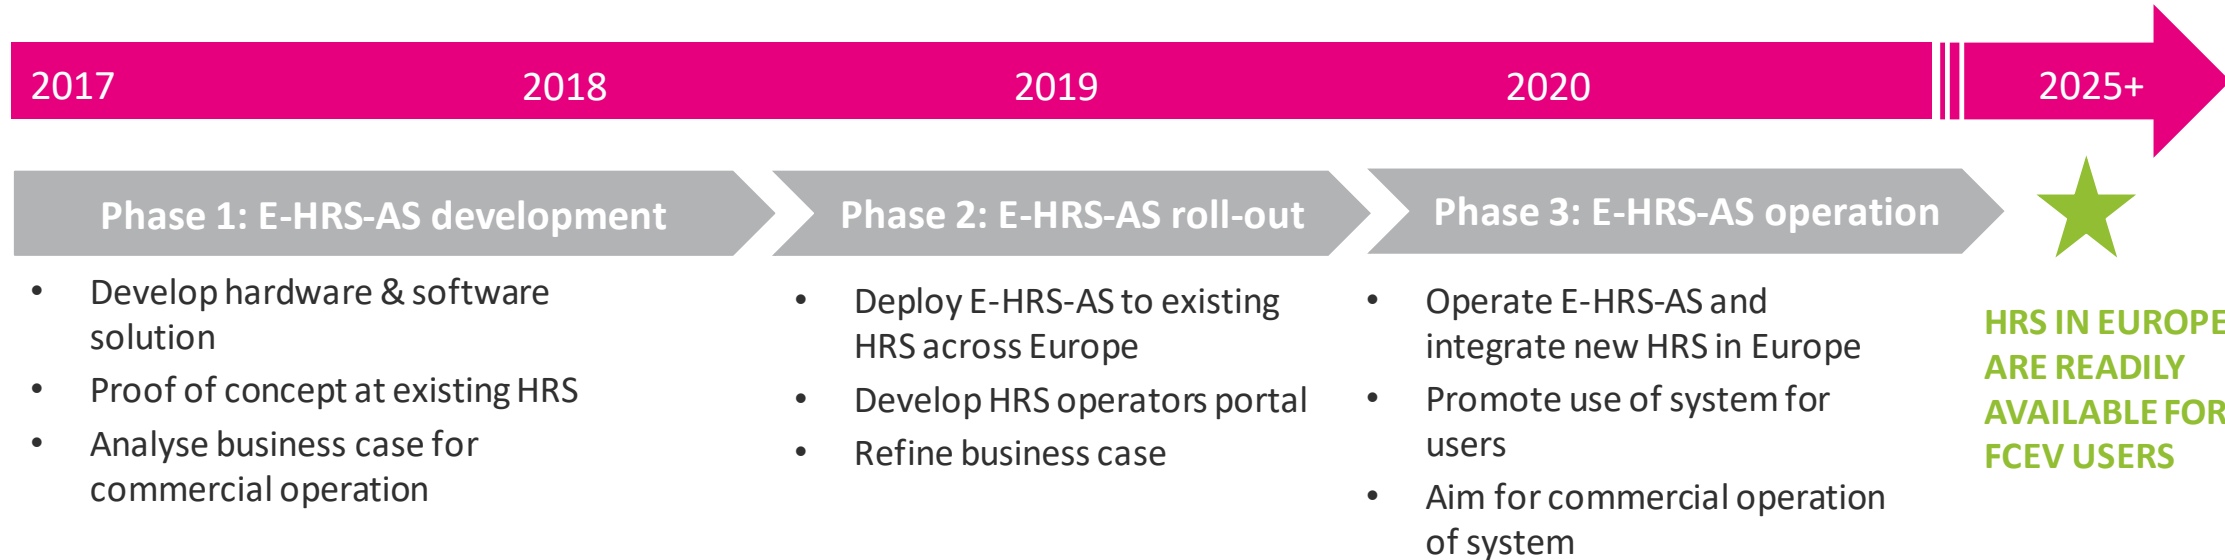 2017
2018
2019
2020
2025+
Phase 1: E-HRS-AS development
• Develop hardware & software
solution
• Proof of concept at existing HRS
• Analyse business case for
commercial operation
Phase 2: E-HRS-AS roll-out
• Deploy E-HRS-AS to existing
HRS across Europe
• Develop HRS operators portal
• Refine business case
Phase 3: E-HRS-AS operation
• Operate E-HRS-AS and
integrate new HRS in Europe
• Promote use of system for
users
• Aim for commercial operation
of system
HRS IN EUROPE
ARE READILY
AVAILABLE FOR
FCEV USERS